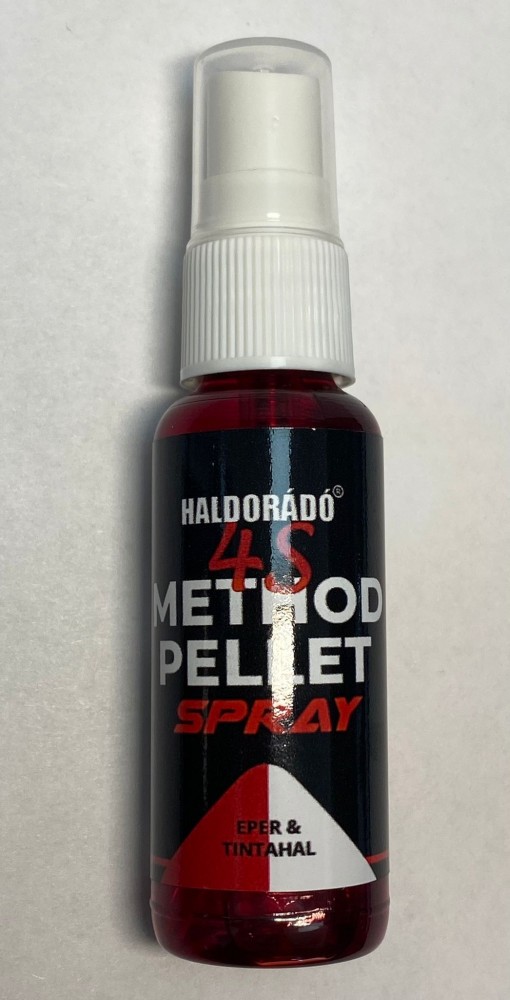 HALDORÁDÓ®
4S
METHOD
PELLET
SPRAY
EPER &
TINTAHAL